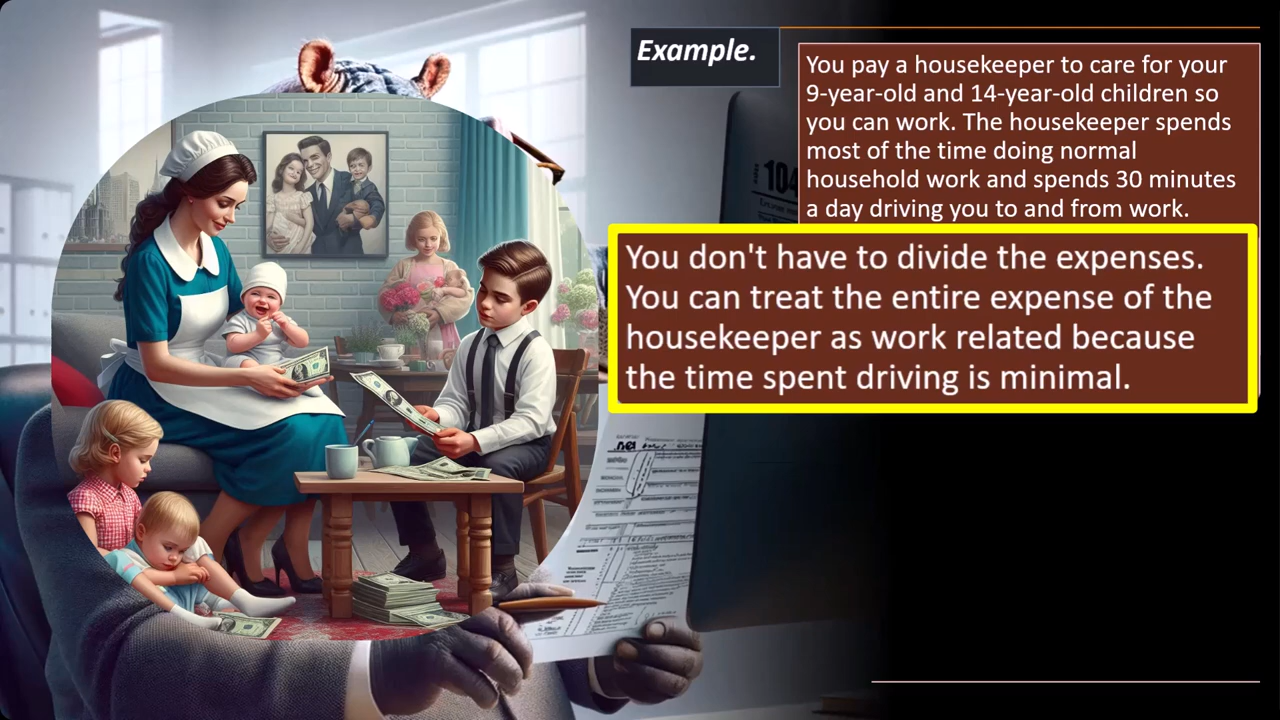 Example.
You pay a housekeeper to care for your
9-year-old and 14-year-old children so
you can work. The housekeeper spends
most of the time doing normal
household work and spends 30 minutes
a day driving you to and from work.
You don't have to divide the expenses.
You can treat the entire expense of the
housekeeper as work related because
the time spent driving is minimal.
104